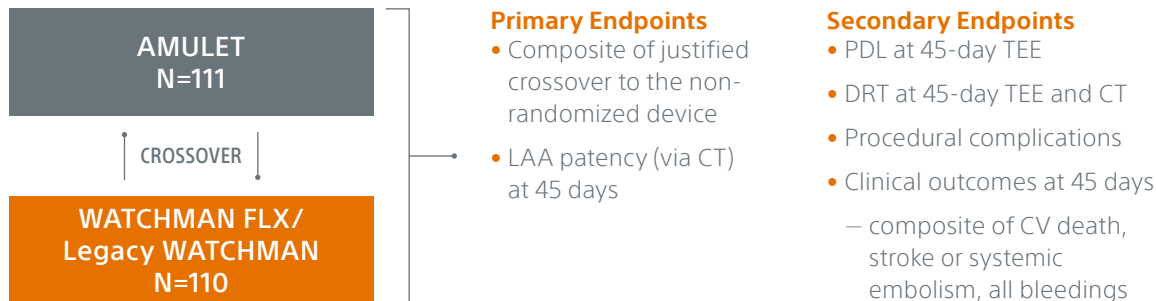 AMULET
N=111
CROSSOVER
WATCHMAN FLX/
Legacy WATCHMAN
N=110
Primary Endpoints
• Composite of justified
crossover to the non-
randomized device
• LAA patency (via CT)
at 45 days
Secondary Endpoints
• PDL at 45-day TEE
• DRT at 45-day TEE and CT
• Procedural complications
• Clinical outcomes at 45 days
— composite of CV death,
stroke or systemic
embolism, all bleedings